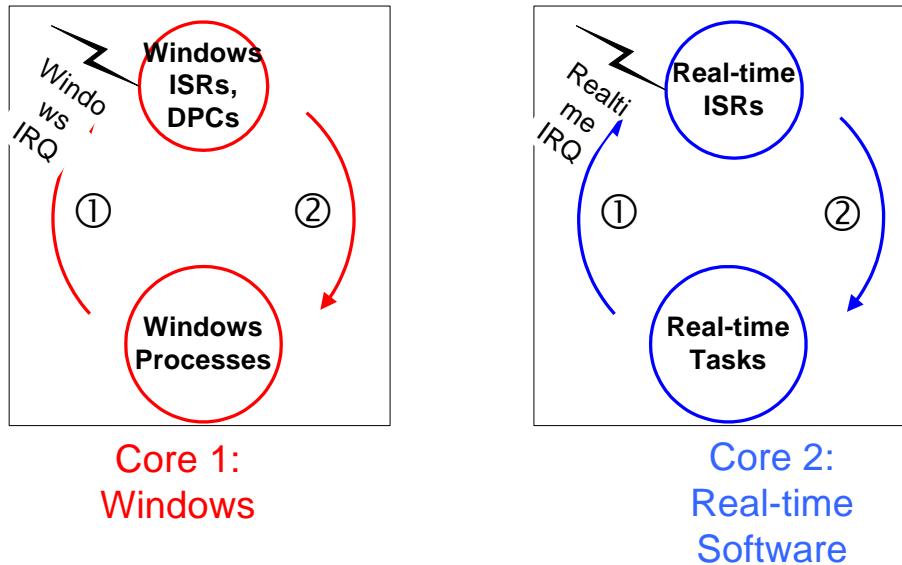 Windows
ISRs,
DPCs
Windo
ws
IRQ
①
②
Windows
Processes
Core 1:
Windows
Real-time
ISRs
Realti
me
IRQ
①
②
Real-time
Tasks
Core 2:
Real-time
Software